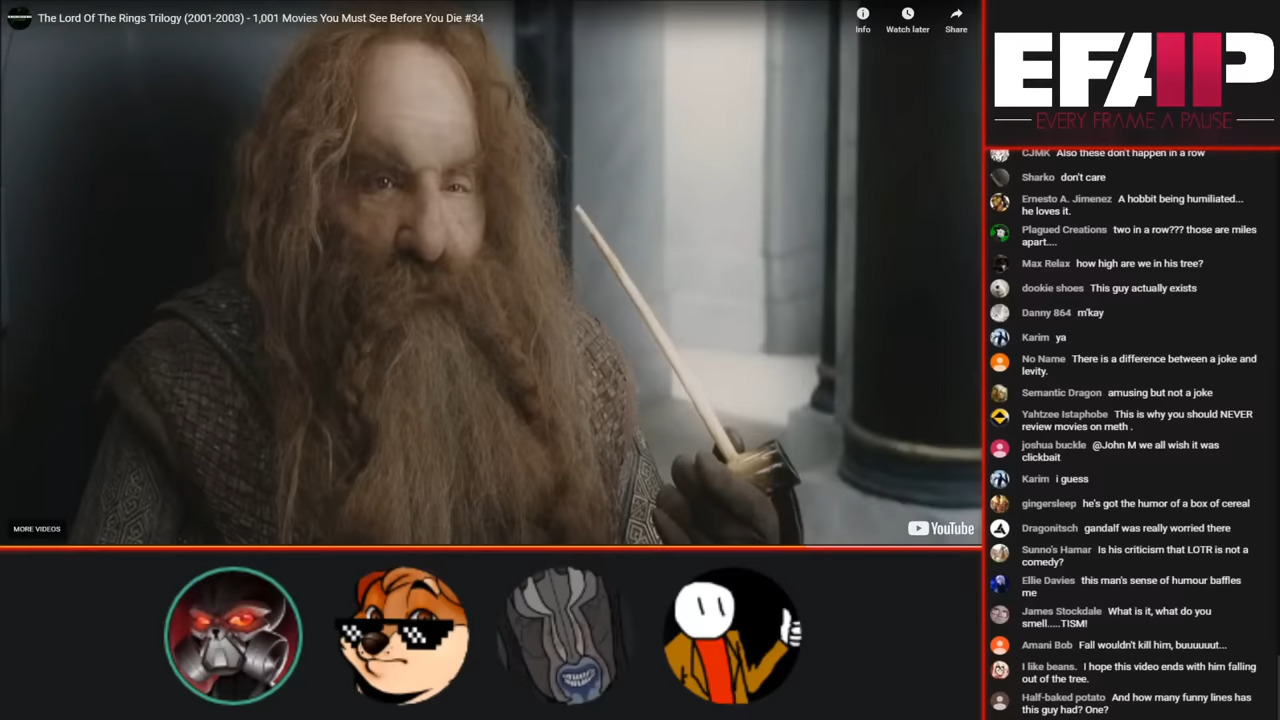 The Lord Of The Rings Trilogy (2001-2003) - 1,001 Movies You Must See Before You Die #34
Info
Watch later
Share
MORE VIDEOS
YouTube
EFAP
EVERY FRAME A PAUSE
CJMK Also these don't happen in a row
Sharko don't care
Ernesto A. Jimenez A hobbit being humiliated...
he loves it.
Plagued Creations two in a row??? those are miles
apart....
Max Relax how high are we in his tree?
dookie shoes This guy actually exists
Danny 864 m'kay
Karim ya
No Name There is a difference between a joke and
levity.
Semantic Dragon amusing but not a joke
Yahtzee Istaphobe This is why you should NEVER
review movies on meth .
joshua buckle @John M we all wish it was
clickbait
Karim i guess
gingersleep he's got the humor of a box of cereal
Dragonitsch gandalf was really worried there
Sunno's Hamar Is his criticism that LOTR is not a
comedy?
Ellie Davies this man's sense of humour baffles
me
James Stockdale What is it, what do you
smell.....TISM!
Amani Bob Fall wouldn't kill him, buuuuuut...
I like beans. I hope this video ends with him falling
out of the tree.
Half-baked potato And how many funny lines has
this guy had? One?